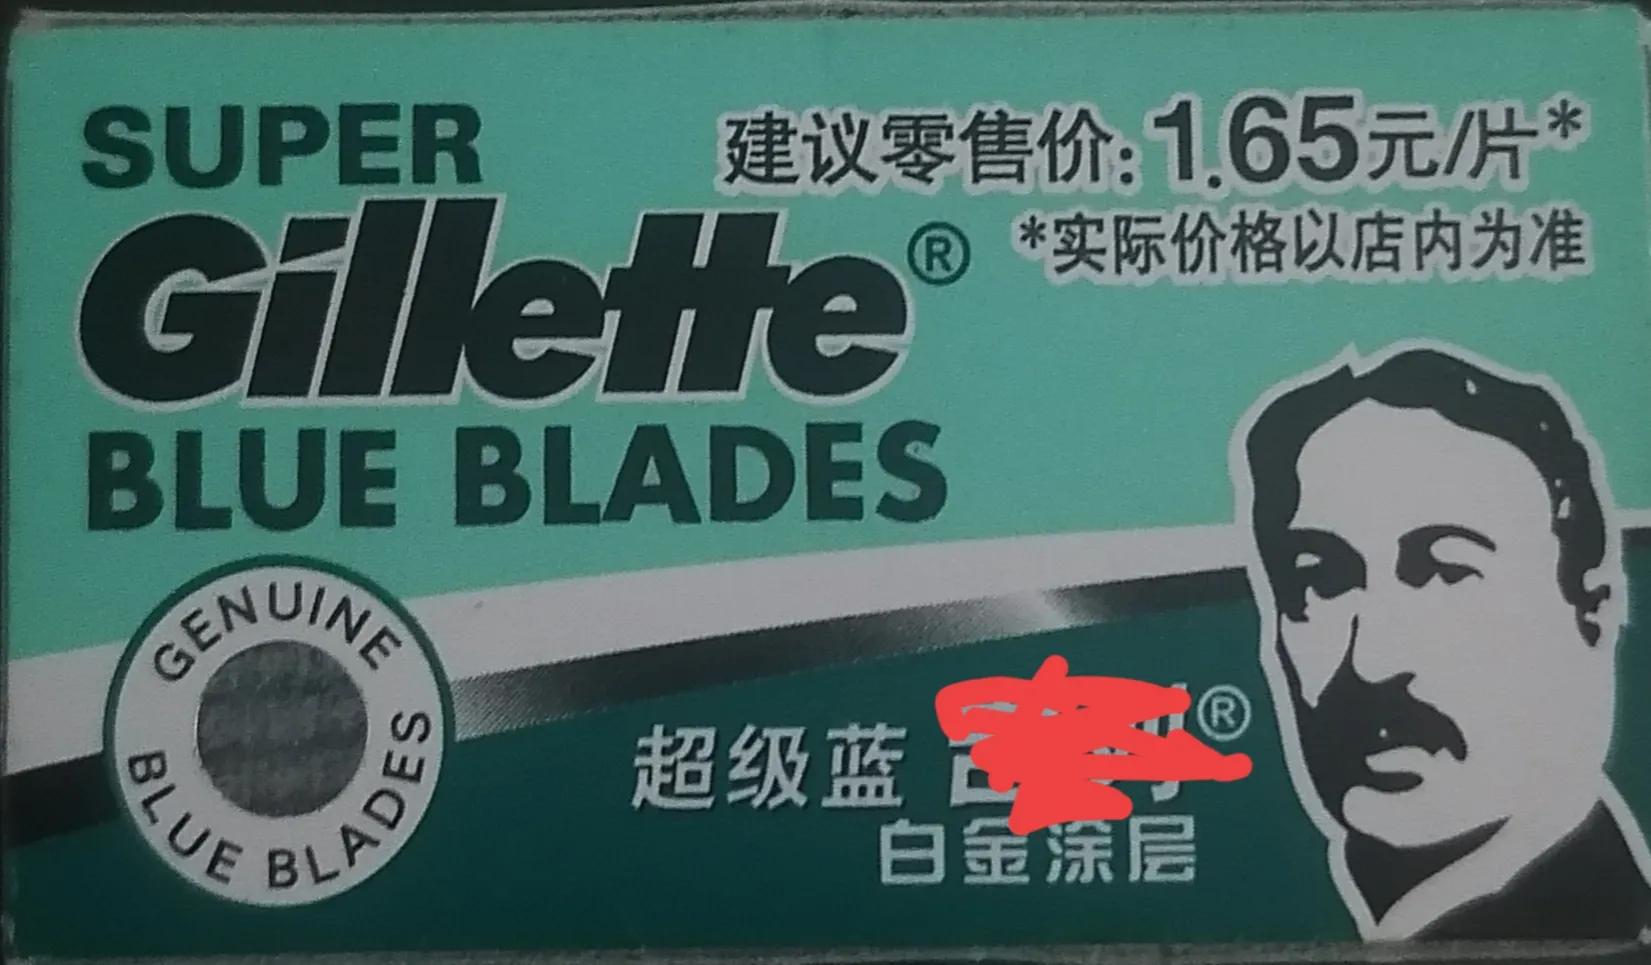 SUPER
Gillette®
BLUE BLADES
建议零售价:1.65元/片*
*实际价格以店内为准
GENUINE
BLUE BLADES
超级蓝 ®
白金涂层